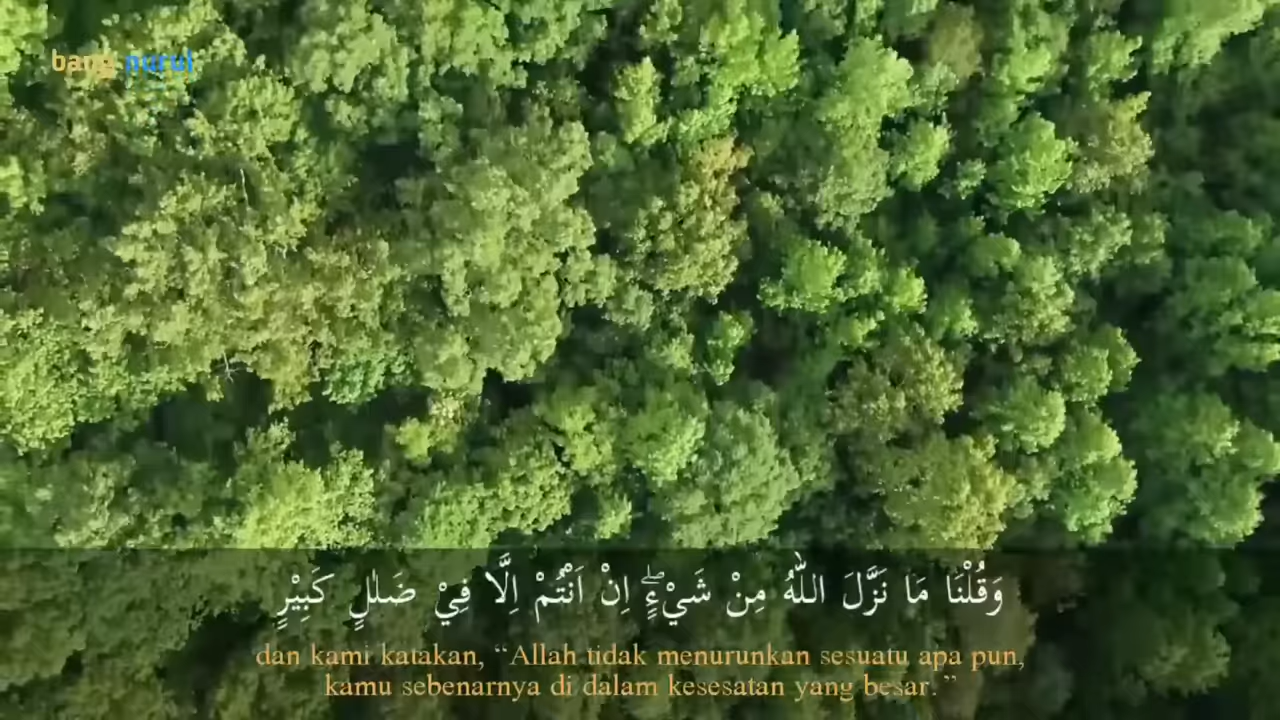 bang nurul
وَقُلْنَا مَا نَزَّلَ اللّٰهُ مِنْ شَيْءٍۖ اِنْ اَنْتُمْ اِلَّا فِيْ ضَلٰلٍ كَبِيْرٍ
dan kami katakan, “Allah tidak menurunkan sesuatu apa pun,
kamu sebenarnya di dalam kesesatan yang besar.”